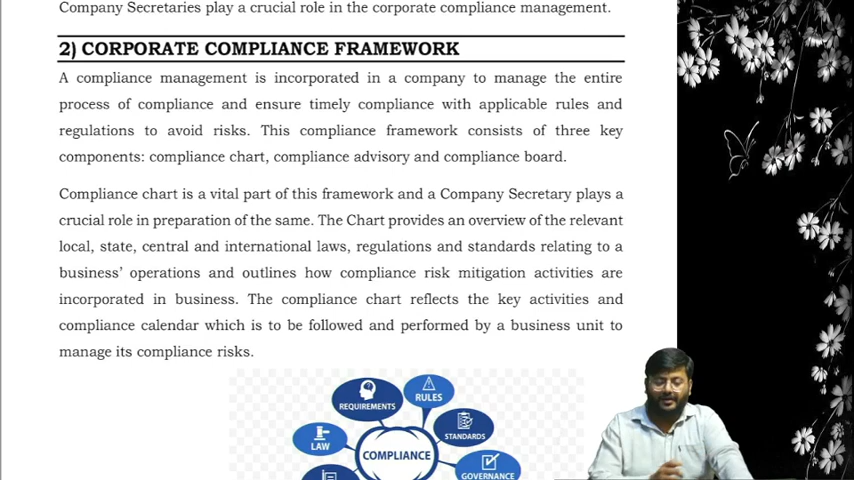 Company Secretaries play a crucial role in the corporate compliance management.
2) CORPORATE COMPLIANCE FRAMEWORK
A compliance management is incorporated in a company to manage the entire
process of compliance and ensure timely compliance with applicable rules and
regulations to avoid risks. This compliance framework consists of three key
components: compliance chart, compliance advisory and compliance board.
Compliance chart is a vital part of this framework and a Company Secretary plays a
crucial role in preparation of the same. The Chart provides an overview of the relevant
local, state, central and international laws, regulations and standards relating to a
business’ operations and outlines how compliance risk mitigation activities are
incorporated in business. The compliance chart reflects the key activities and
compliance calendar which is to be followed and performed by a business unit to
manage its compliance risks.
REQUIREMENTS
RULES
STANDARDS
LAW
COMPLIANCE
GOVERNANCE